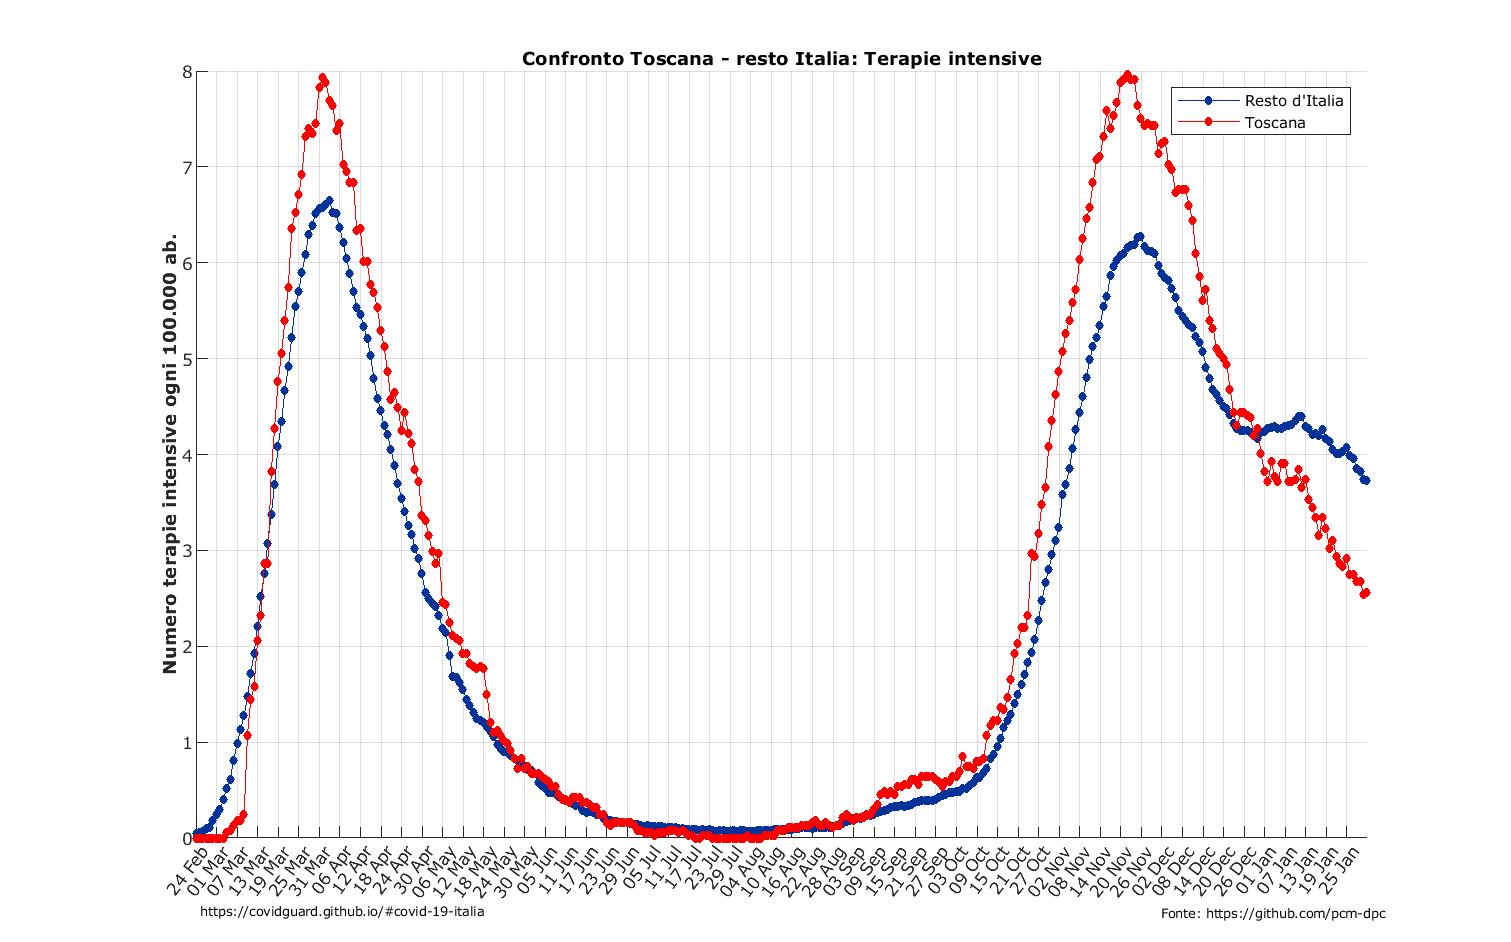 Confronto Toscana - resto Italia: Terapie intensive
Resto d'Italia
Toscana
Numero terapie intensive ogni 100.000 ab.
8
7
6
5
4
3
2
1
0
24 Feb
01 Mar
07 Mar
13 Mar
19 Mar
25 Mar
31 Mar
06 Apr
12 Apr
18 Apr
24 Apr
30 Apr
06 May
12 May
18 May
24 May
30 May
05 Jun
11 Jun
17 Jun
23 Jun
29 Jun
05 Jul
11 Jul
17 Jul
23 Jul
29 Jul
04 Aug
10 Aug
16 Aug
22 Aug
28 Aug
03 Sep
09 Sep
15 Sep
21 Sep
27 Sep
03 Oct
09 Oct
15 Oct
21 Oct
27 Oct
02 Nov
08 Nov
14 Nov
20 Nov
26 Nov
02 Dec
08 Dec
14 Dec
20 Dec
26 Dec
01 Jan
07 Jan
13 Jan
19 Jan
25 Jan
https://covidguard.github.io/#covid-19-italia
Fonte: https://github.com/pcm-dpc